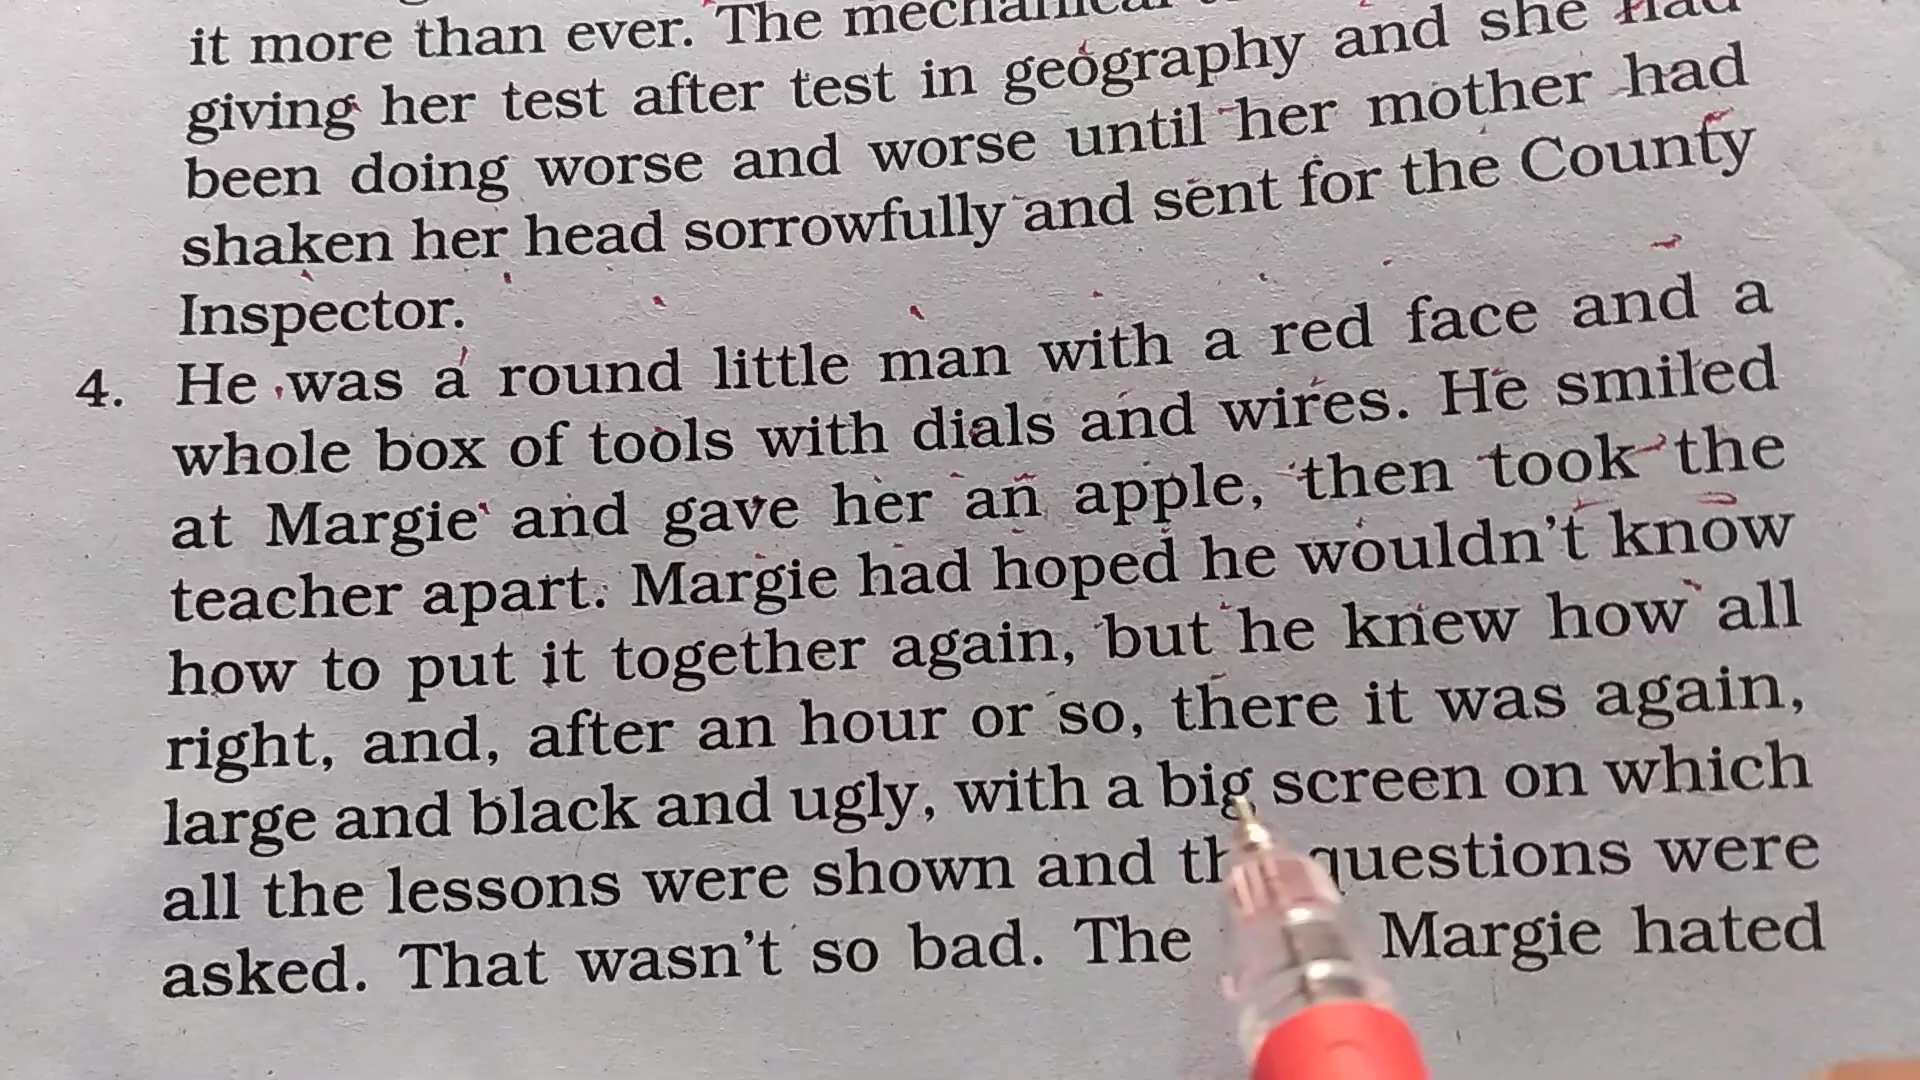 it more than ever. The mechanical
giving her test after test in geography and she had
been doing worse and worse until her mother had
shaken her head sorrowfully and sent for the County
Inspector.
4. He was a round little man with a red face and a
whole box of tools with dials and wires. He smiled
at Margie and gave her an apple, then took the
teacher apart. Margie had hoped he wouldn't know
how to put it together again, but he knew how all
right, and, after an hour or so, there it was again,
large and black and ugly, with a big screen on which
all the lessons were shown and questions were
asked. That wasn't so bad. The Margie hated